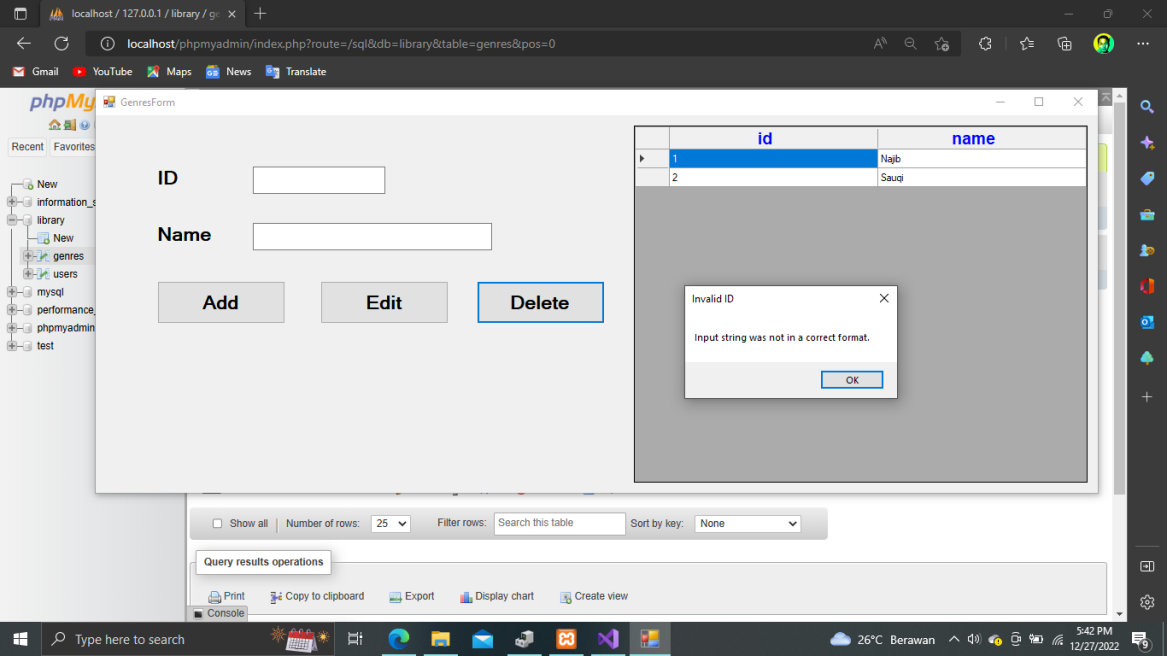 localhost / 127.0.0.1 / library / ge
localhost/phpmyadmin/index.php?route=/sql&db=library&table=genres&pos=0
Gmail YouTube Maps News Translate
phpMy
Recent Favorites
New
information_s
library
New
genres
users
mysql
performance_
phpmyadmin
test
GenresForm
ID
Name
Add Edit Delete
id name
1 Najib
2 Sauqi
Invalid ID
Input string was not in a correct format.
OK
Show all Number of rows: 25 Filter rows: Search this table Sort by key: None
Query results operations
Print Copy to clipboard Export Display chart Create view
Console
Type here to search
26°C Berawan
5:42 PM
12/27/2022
9